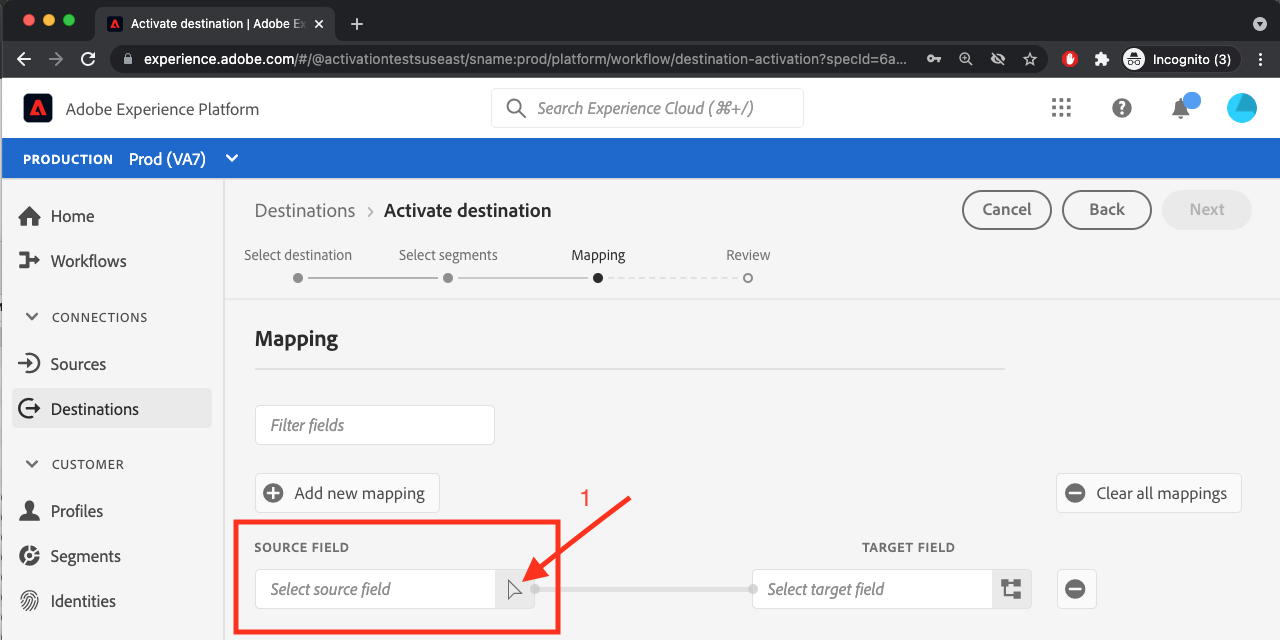 Activate destination | Adobe Ex
experience.adobe.com/#/@activationtestsuseast/sname:prod/platform/workflow/destination-activation?specId=6a...
Incognito (3)
Adobe Experience Platform
Search Experience Cloud (⌘+/)
PRODUCTION Prod (VA7)
Home
Workflows
CONNECTIONS
Sources
Destinations
CUSTOMER
Profiles
Segments
Identities
Destinations > Activate destination
Cancel
Back
Next
Select destination
Select segments
Mapping
Review
Mapping
Filter fields
Add new mapping
1
Clear all mappings
SOURCE FIELD
TARGET FIELD
Select source field
Select target field